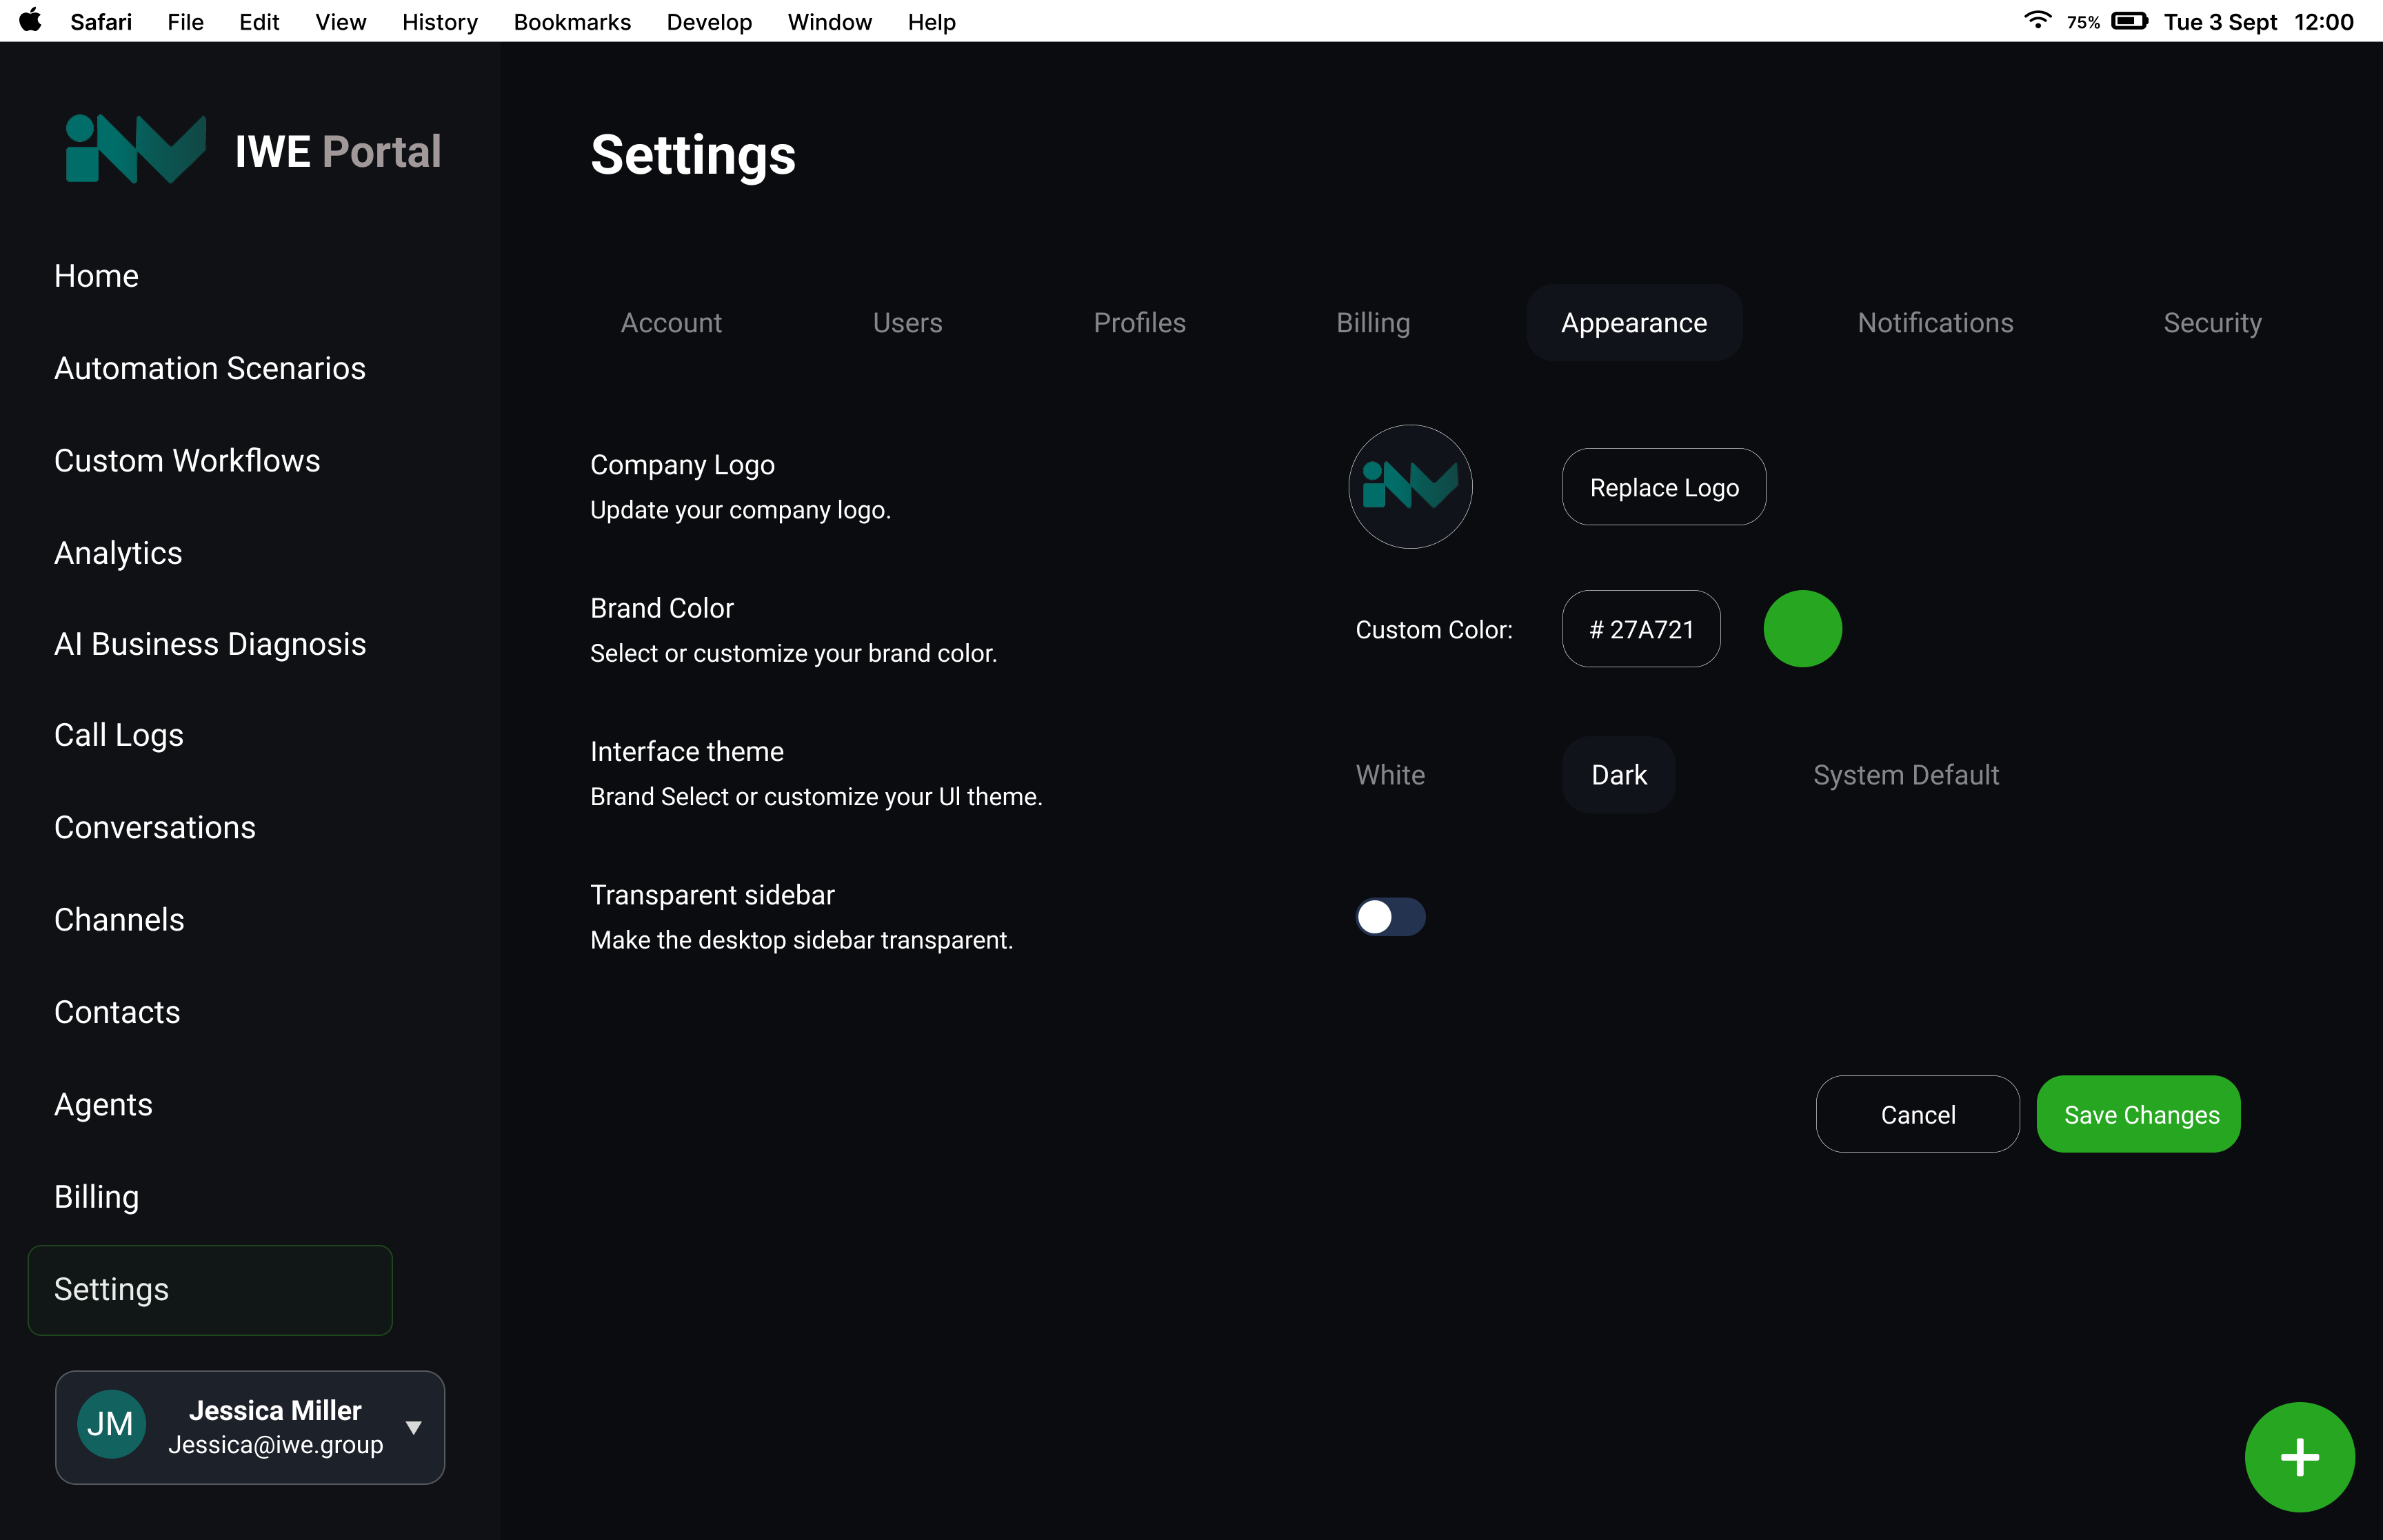 Safari File Edit View History Bookmarks Develop Window Help 75% Tue 3 Sept 12:00
IWE Portal
Home
Automation Scenarios
Custom Workflows
Analytics
AI Business Diagnosis
Call Logs
Conversations
Channels
Contacts
Agents
Billing
Settings
JM
Jessica Miller
Jessica@iwe.group
Settings
Account Users Profiles Billing Appearance Notifications Security
Company Logo
Update your company logo.
Replace Logo
Brand Color
Select or customize your brand color.
Custom Color: # 27A721
Interface theme
Brand Select or customize your UI theme.
White Dark System Default
Transparent sidebar
Make the desktop sidebar transparent.
Cancel Save Changes